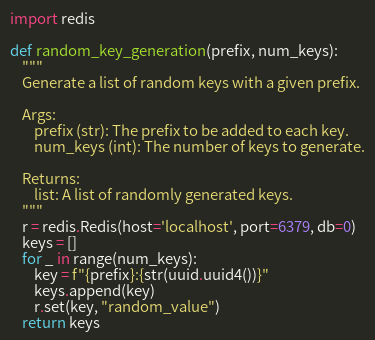 import redis

def random_key_generation(prefix, num_keys):
    """
    Generate a list of random keys with a given prefix.

    Args:
        prefix (str): The prefix to be added to each key.
        num_keys (int): The number of keys to generate.

    Returns:
        list: A list of randomly generated keys.
    """
    r = redis.Redis(host='localhost', port=6379, db=0)
    keys = []
    for _ in range(num_keys):
        key = f"{prefix}:{str(uuid.uuid4())}"
        keys.append(key)
        r.set(key, "random_value")
    return keys